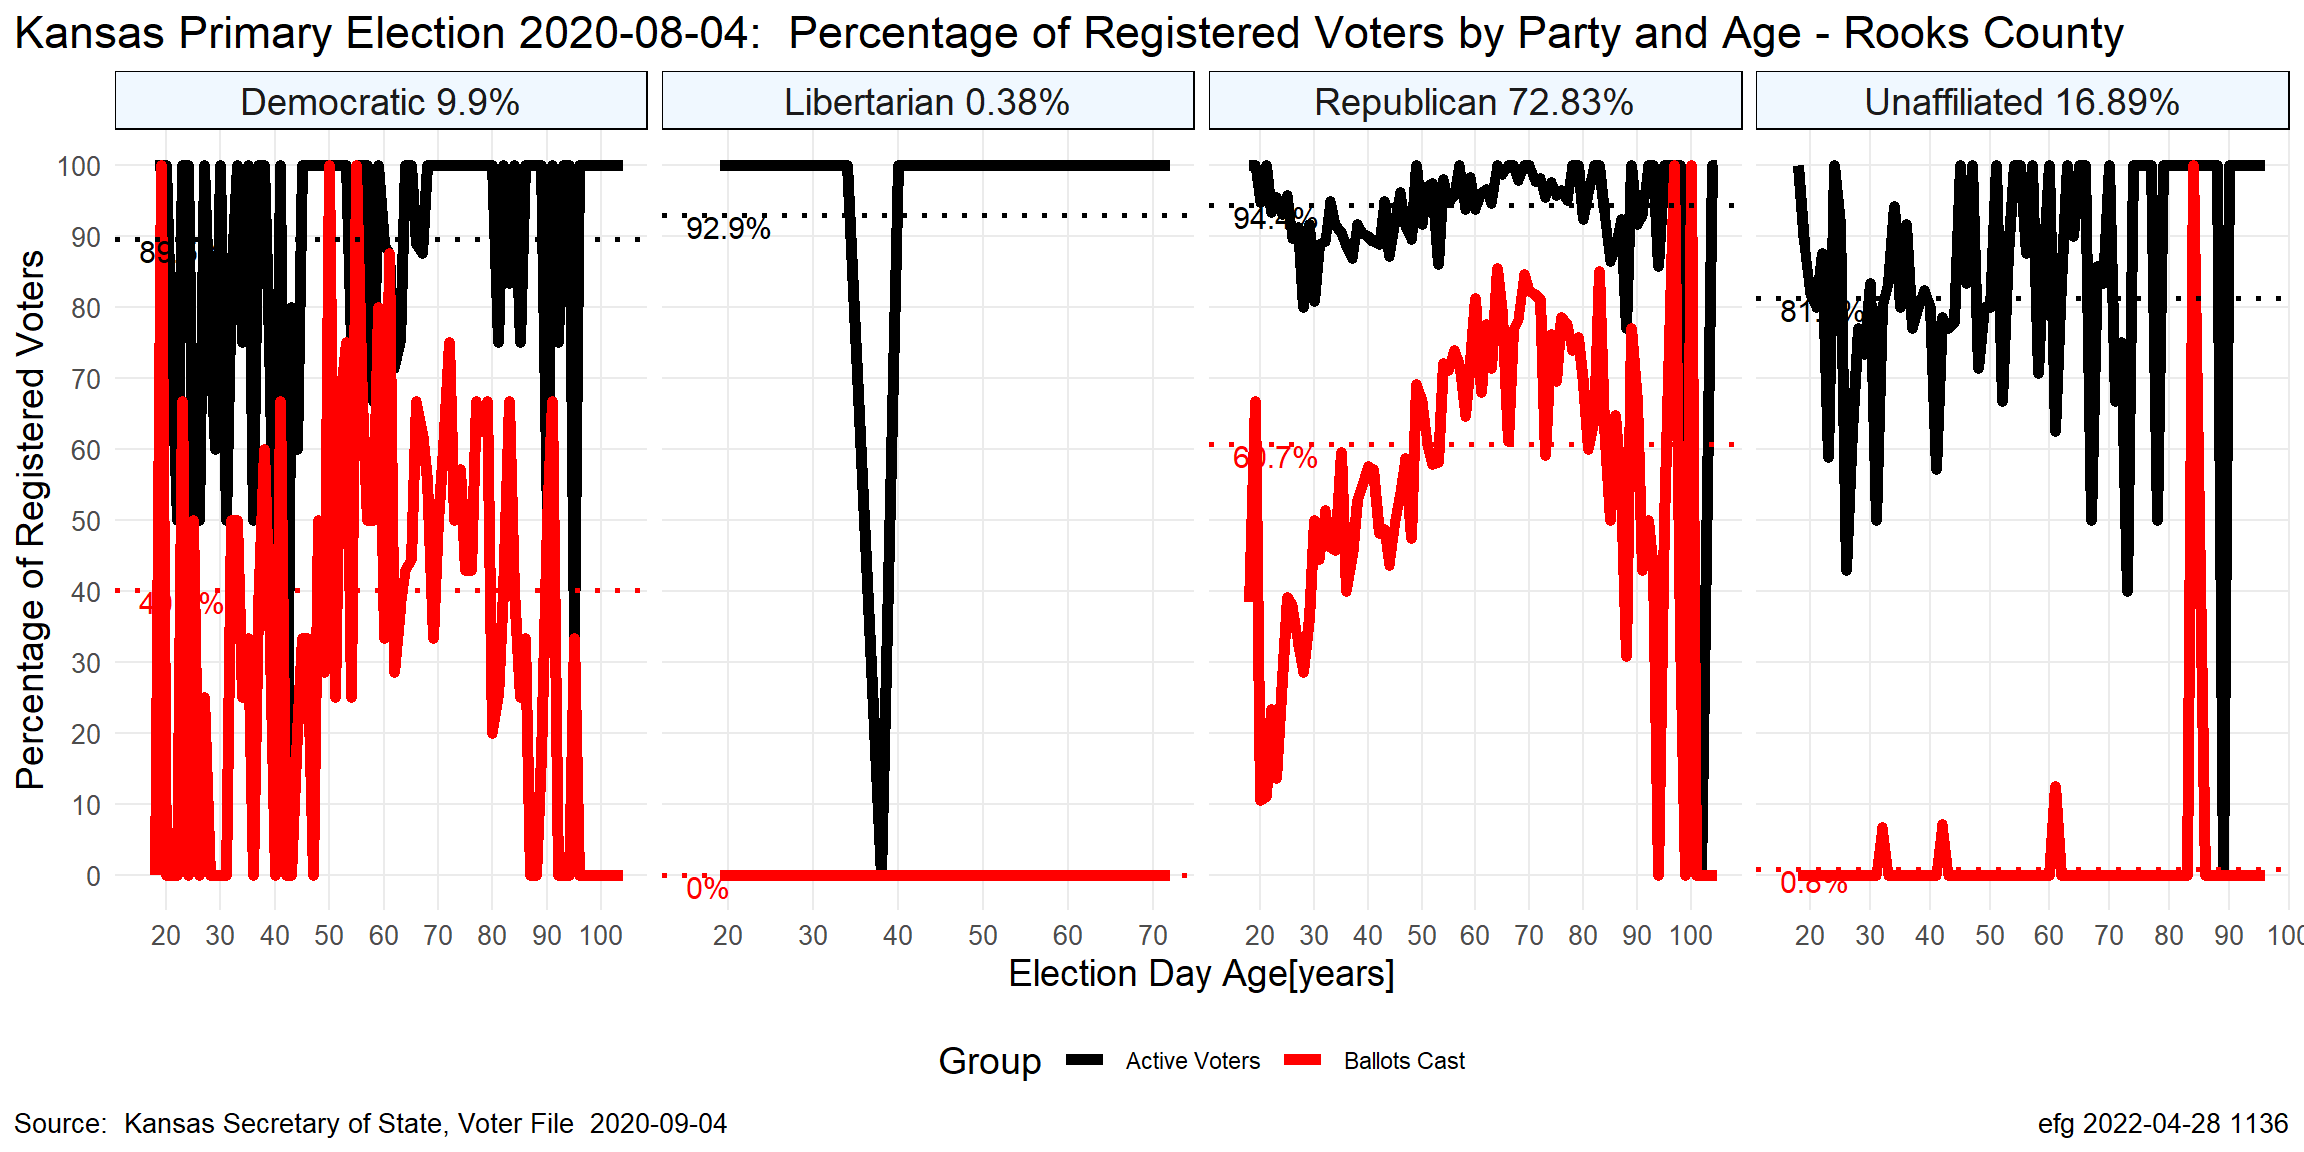 Kansas Primary Election 2020-08-04:  Percentage of Registered Voters by Party and Age - Rooks County
Democratic 9.9%
Libertarian 0.38%
Republican 72.83%
Unaffiliated 16.89%
Percentage of Registered Voters
100
90
80
70
60
50
40
30
20
10
0
92.9%
0%
94.4%
60.7%
0.8%
20 30 40 50 60 70 80 90 100
20 30 40 50 60 70
20 30 40 50 60 70 80 90 100
20 30 40 50 60 70 80 90 100
Election Day Age[years]
Group Active Voters Ballots Cast
Source:  Kansas Secretary of State, Voter File  2020-09-04
efg 2022-04-28 1136